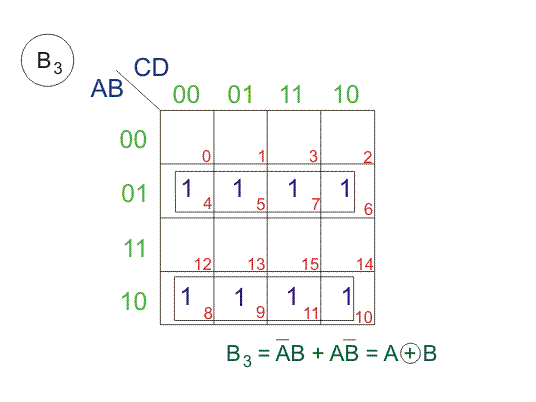 B3
CD
AB
00 01 11 10
00
0 1 3 2
01
1 1 1 1
4 5 7 6
11
12 13 15 14
10
1 1 1 1
8 9 11 10
B3 = A̅B + AB̅ = A⊕B